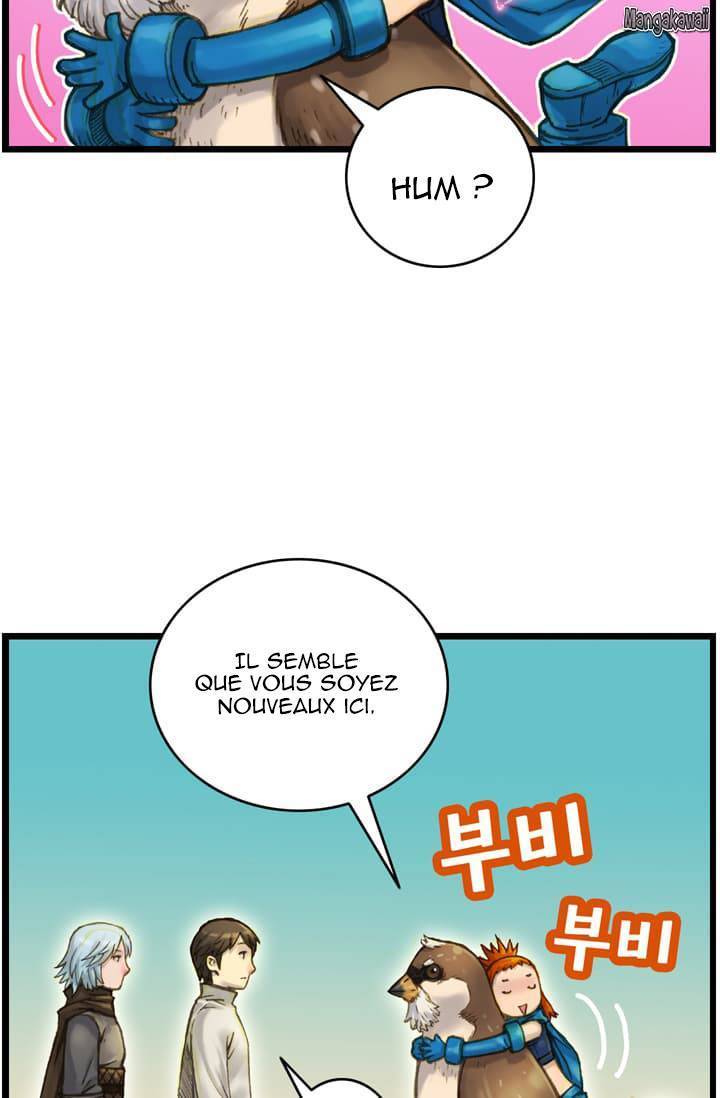 Mangakawaii
HUM ?
IL SEMBLE
QUE VOUS SOYEZ
NOUVEAUX ICI.
부비
부비